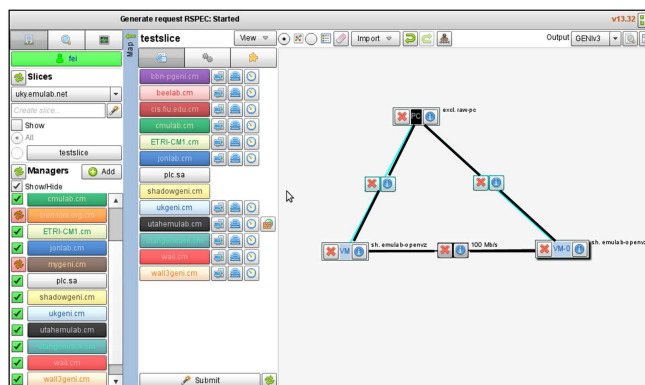 Generate request RSPEC: Started
v13.32
fei
Slices
uky.emulab.net
Create slice...
Show
All
testslice
Managers
Add
Show/Hide
cmulab.cm
ETRI-CM1.cm
jonlab.cm
mygeni.cm
plc.sa
shadowgeni.cm
ukgeni.cm
utahemulab.cm
wail.cm
wall3geni.cm
Map
testslice
View
Import
Output
GENIv3
bbn-pgeni.cm
beelab.cm
cis.fiu.edu.cm
cmulab.cm
ETRI-CM1.cm
jonlab.cm
plc.sa
shadowgeni.cm
ukgeni.cm
utahemulab.cm
wail.cm
wall3geni.cm
Submit
PC
excl. raw-pc
VM
sh. emulab-openvz
100 Mb/s
VM-0
sh. emulab-openvz